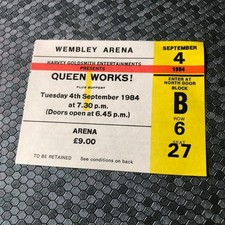 WEMBLEY ARENA
HARVEY GOLDSMITH ENTERTAINMENTS
PRESENTS
QUEEN WORKS!
PLUS SUPPORT
Tuesday 4th September 1984
at 7.30 p.m.
(Doors open at 6.45 p.m.)
ARENA
£9.00
TO BE RETAINED See conditions on back
SEPTEMBER
4
1984
ENTER AT
NORTH DOOR
BLOCK
B
ROW
6
SEAT
27